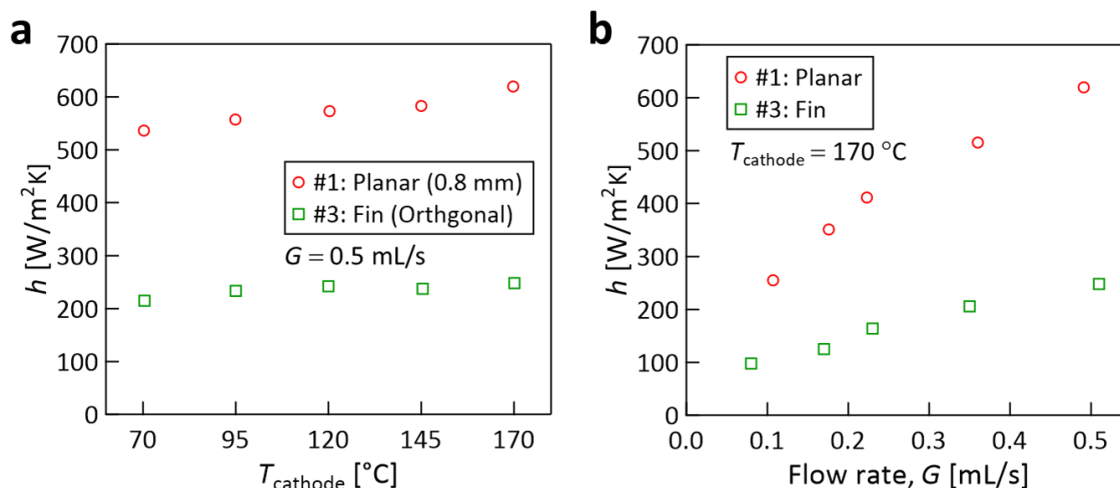 a
700
600
500
400
300
200
100
0
h [W/m²K]
#1: Planar (0.8 mm)
#3: Fin (Orthgonal)
G = 0.5 mL/s
70 95 120 145 170
T_cathode [°C]
b
700
600
500
400
300
200
100
0
h [W/m²K]
#1: Planar
#3: Fin
T_cathode = 170 °C
0.0 0.1 0.2 0.3 0.4 0.5
Flow rate, G [mL/s]